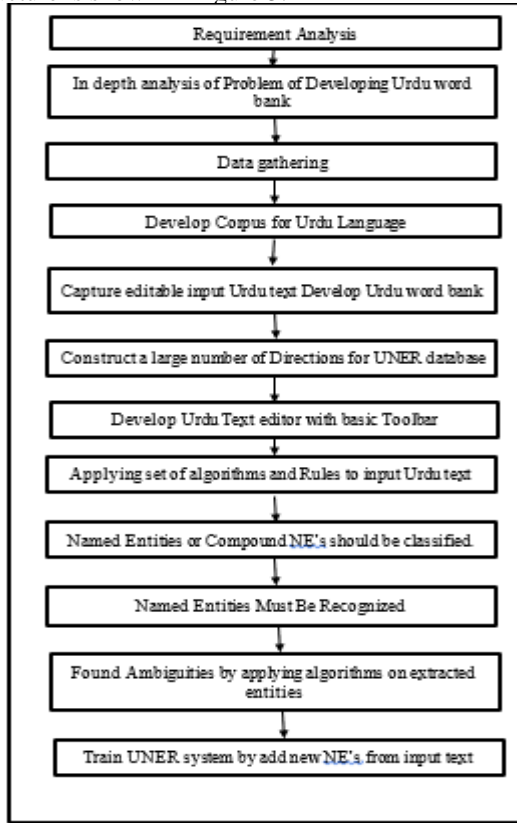 Requirement Analysis
In depth analysis of Problem of Developing Urdu word
bank
Data gathering
Develop Corpus for Urdu Language
Capture editable input Urdu text Develop Urdu word bank
Construct a large number of Directions for UNER database
Develop Urdu Text editor with basic Toolbar
Applying set of algorithms and Rules to input Urdu text
Named Entities or Compound NE's should be classified.
Named Entities Must Be Recognized
Found Ambiguities by applying algorithms on extracted
entities
Train UNER system by add new NE's from input text